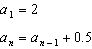 a₁ = 2
aₙ = aₙ₋₁ + 0.5